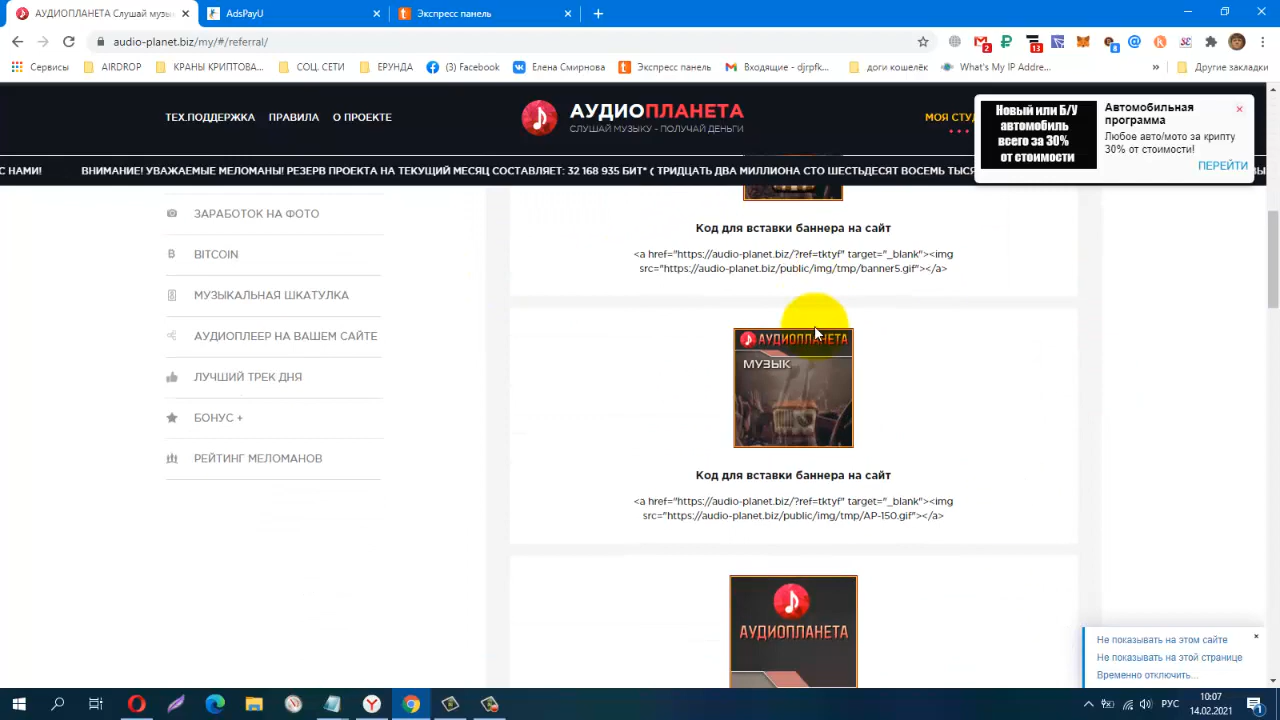 АУДИОПЛАНЕТА Слушай музы
AdsPayU
Экспресс панель
audio-planet.biz/my/#/referral/
2
13
8
Сервисы
AIRDROP
КРАНЫ КРИПТОВА...
СОЦ. СЕТИ
ЕРУНДА
(3) Facebook
Елена Смирнова
Экспресс панель
Входящие - djrpfk...
доги кошелёк
What's My IP Addre...
»
Другие закладки
ТЕХ.ПОДДЕРЖКА
ПРАВИЛА
О ПРОЕКТЕ
АУДИОПЛАНЕТА
СЛУШАЙ МУЗЫКУ - ПОЛУЧАЙ ДЕНЬГИ
МОЯ СТУД
Новый или Б/У
автомобиль
всего за 30%
от стоимости
Автомобильная
программа
Любое авто/мото за крипту
30% от стоимости!
ПЕРЕЙТИ
С НАМИ!
ВНИМАНИЕ! УВАЖАЕМЫЕ МЕЛОМАНЫ! РЕЗЕРВ ПРОЕКТА НА ТЕКУЩИЙ МЕСЯЦ СОСТАВЛЯЕТ: 32 168 935 БИТ* ( ТРИДЦАТЬ ДВА МИЛЛИОНА СТО ШЕСТЬДЕСЯТ ВОСЕМЬ ТЫСЯ
ЗАРАБОТОК НА ФОТО
BITCOIN
МУЗЫКАЛЬНАЯ ШКАТУЛКА
АУДИОПЛЕЕР НА ВАШЕМ САЙТЕ
ЛУЧШИЙ ТРЕК ДНЯ
БОНУС +
РЕЙТИНГ МЕЛОМАНОВ
Код для вставки баннера на сайт
<a href="https://audio-planet.biz/?ref=tktyf" target="_blank"><img
src="https://audio-planet.biz/public/img/tmp/banner5.gif"></a>
АУДИОПЛАНЕТА
МУЗЫК
Код для вставки баннера на сайт
<a href="https://audio-planet.biz/?ref=tktyf" target="_blank"><img
src="https://audio-planet.biz/public/img/tmp/AP-150.gif"></a>
АУДИОПЛАНЕТА
Не показывать на этом сайте
Не показывать на этой странице
Временно отключить...
РУС
10:07
14.02.2021
1